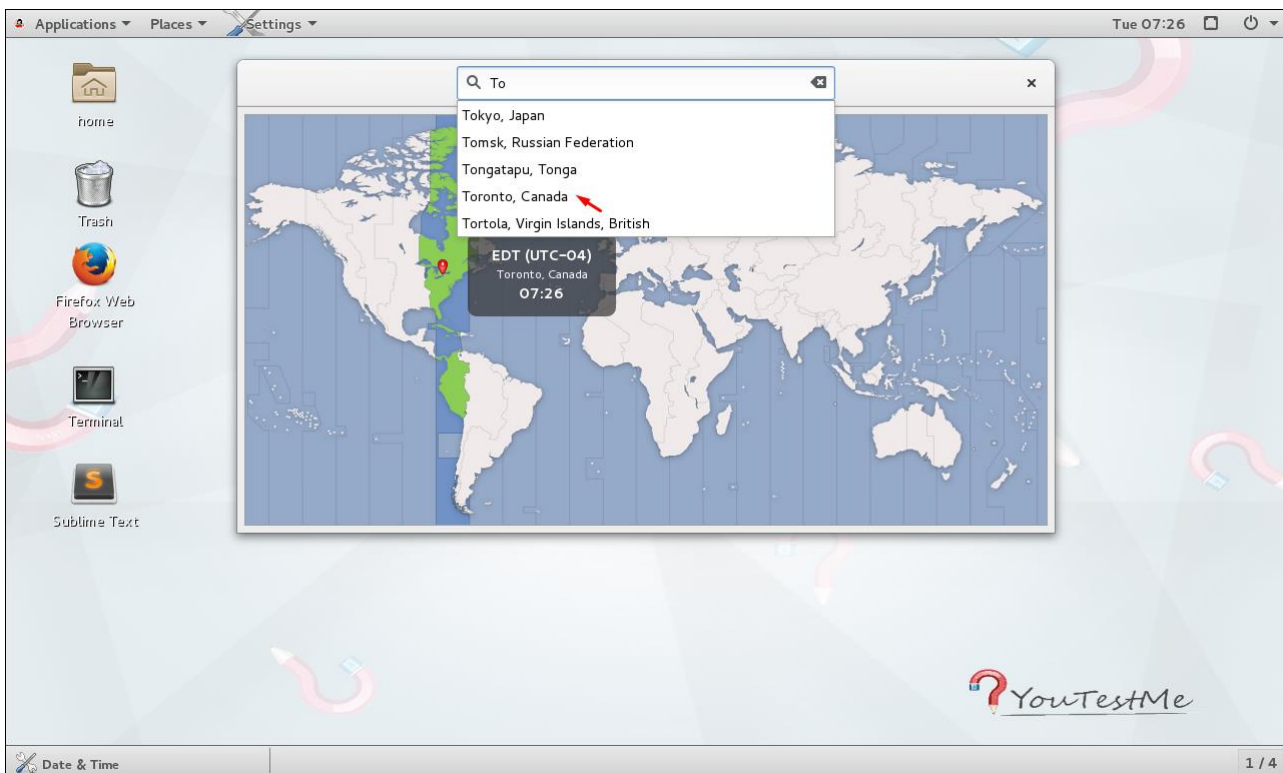 Applications Places Settings Tue 07:26
To
Tokyo, Japan
Tomsk, Russian Federation
Tongatapu, Tonga
Toronto, Canada
Tortola, Virgin Islands, British
EDT (UTC-04)
Toronto, Canada
07:26
home
Trash
Firefox Web
Browser
Terminal
S
Sublime Text
YouTestMe
Date & Time 1 / 4